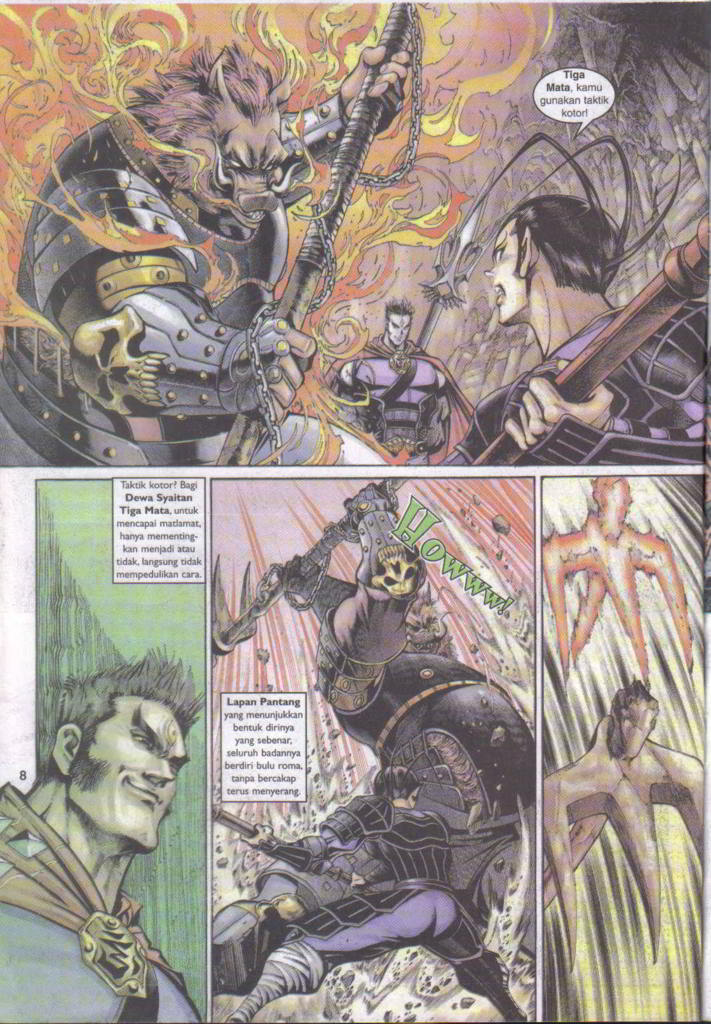 Tiga
Mata, kamu
gunakan taktik
kotor!
Taktik kotor? Bagi
Dewa Syaitan
Tiga Mata, untuk
mencapai matlamat,
hanya mementing-
kan menjadi atau
tidak, langsung tidak
mempedulikan cara.
Howww!
Lapan Pantang
yang menunjukkan
bentuk dirinya
yang sebenar,
seluruh badannya
berdiri bulu roma,
tanpa bercakap
terus menyerang.
8